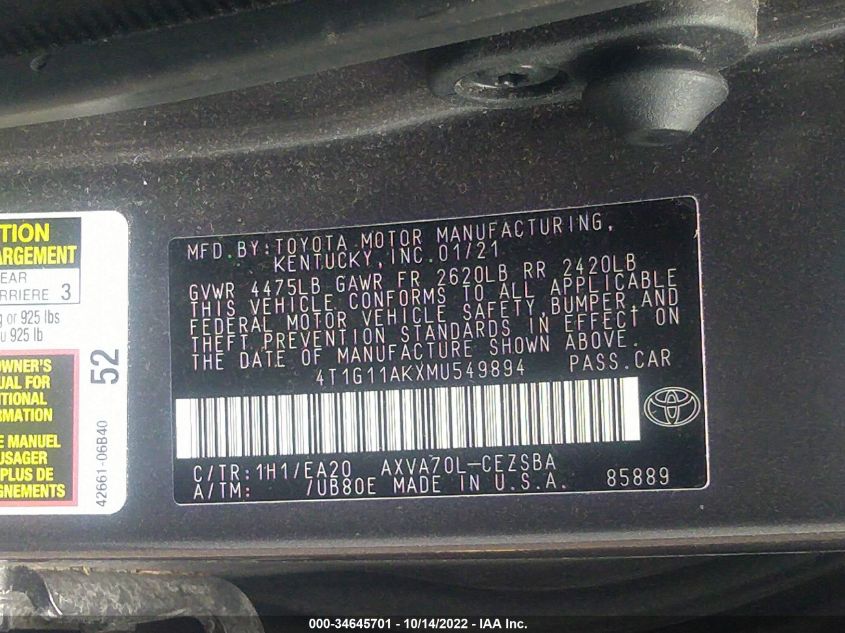 TION
ARGEMENT
EAR
ARRIERE 3
g or 925 lbs
u 925 lb
OWNER'S
UAL FOR
ITIONAL
RMATION
E MANUEL
USAGER
PLUS DE
IGNEMENTS
52
42661-06B40
MFD. BY: TOYOTA MOTOR MANUFACTURING,
KENTUCKY, INC. 01/21
GVWR 4475LB GAWR FR 2620LB RR 2420LB
THIS VEHICLE CONFORMS TO ALL APPLICABLE
FEDERAL MOTOR VEHICLE SAFETY, BUMPER, AND
THEFT PREVENTION STANDARDS IN EFFECT ON
THE DATE OF MANUFACTURE SHOWN ABOVE.
4T1G11AKXMU549894 PASS. CAR
C/TR: 1H1/EA20 AXVA70L-CEZSBA
A/TM: /UB80E MADE IN U.S.A. 85889
000-34645701 - 10/14/2022 - IAA Inc.